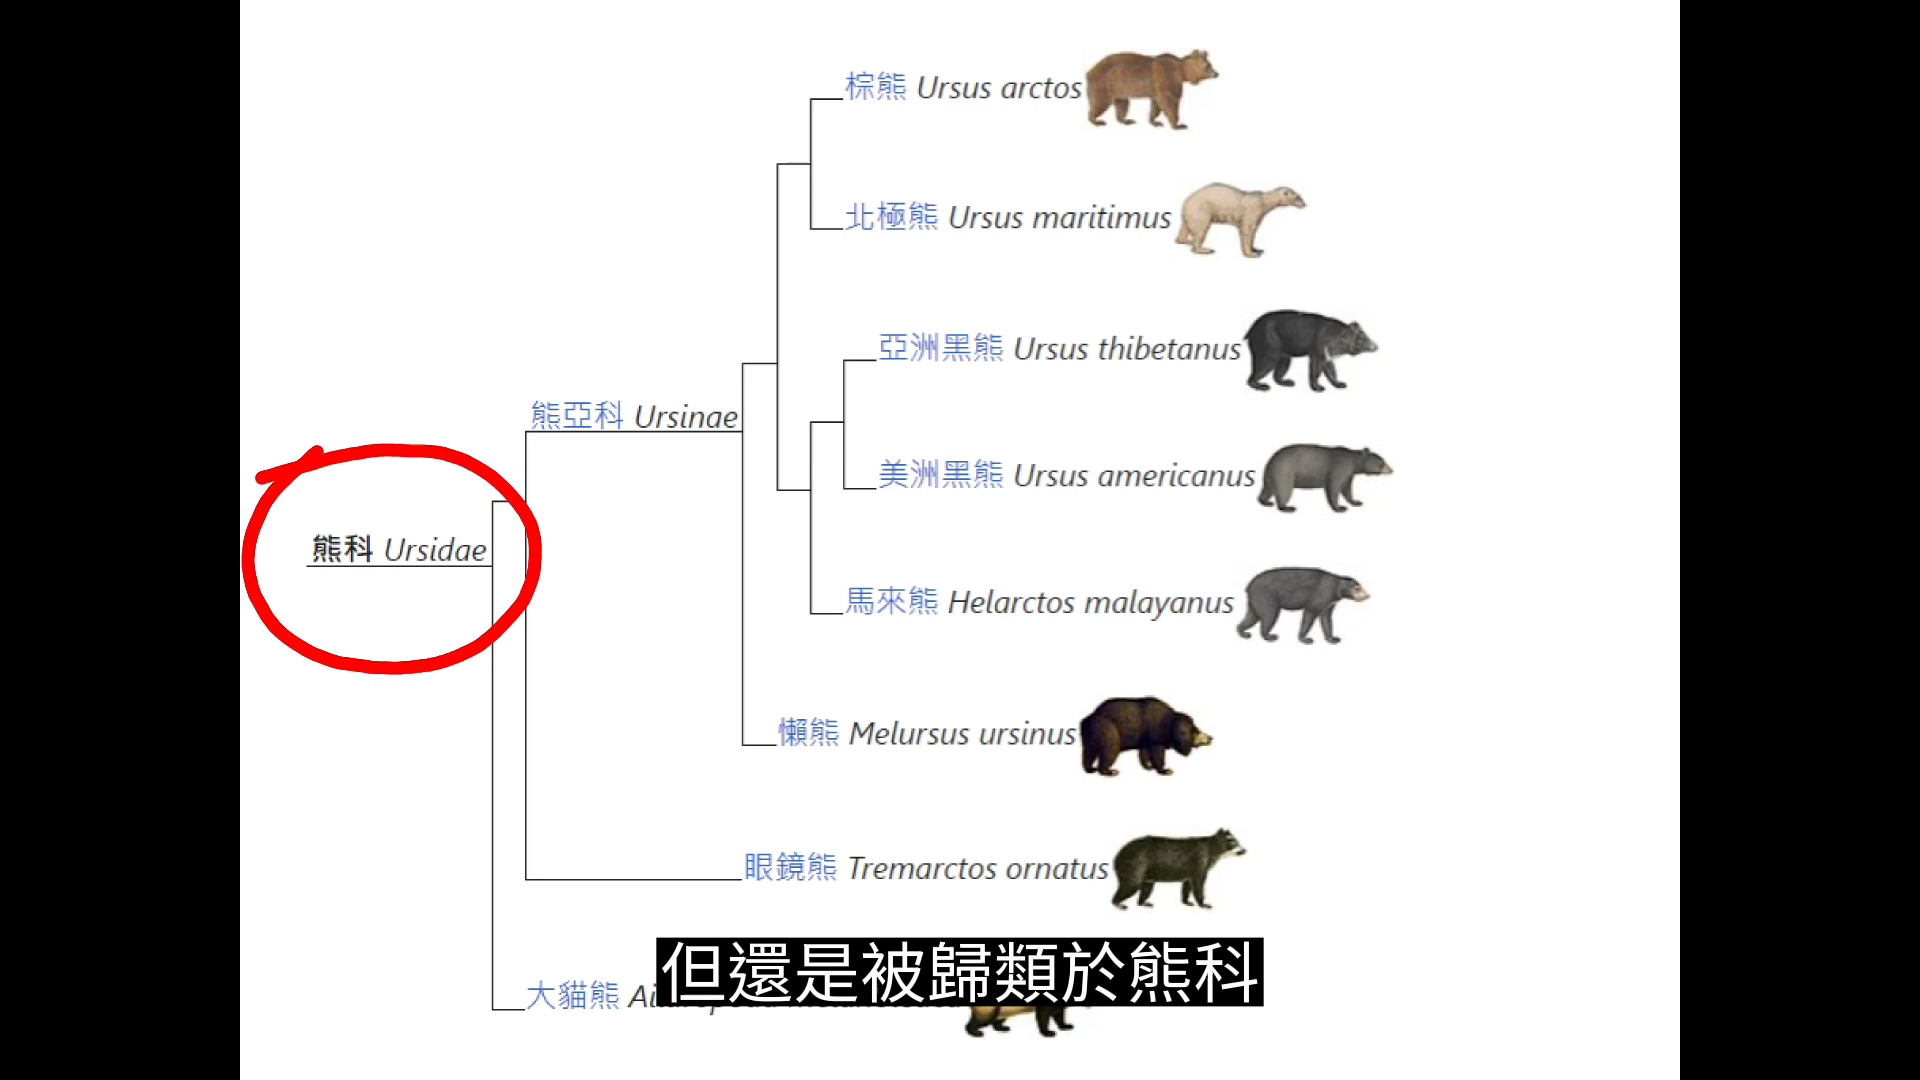 棕熊 Ursus arctos
北極熊 Ursus maritimus
亞洲黑熊 Ursus thibetanus
熊亞科 Ursinae
美洲黑熊 Ursus americanus
熊科 Ursidae
馬來熊 Helarctos malayanus
懶熊 Melursus ursinus
眼鏡熊 Tremarctos ornatus
大貓熊
但還是被歸類於熊科